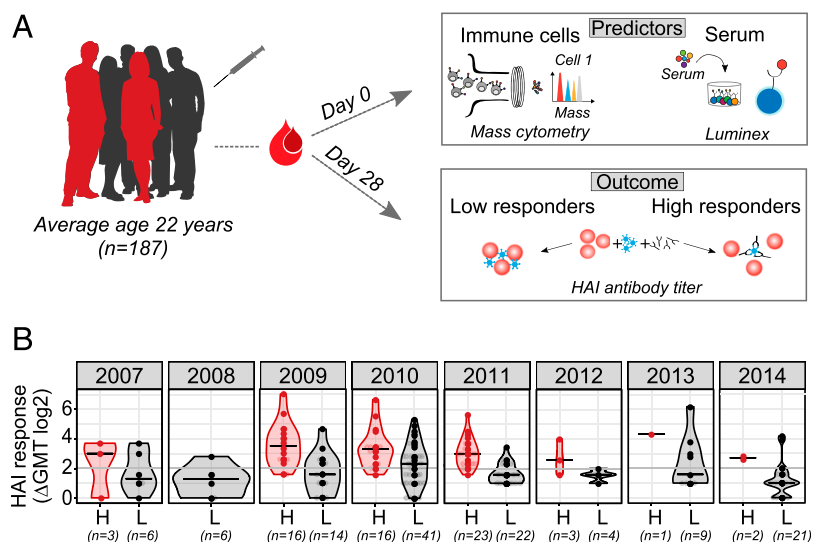 A
Average age 22 years
(n=187)
Day 0
Day 28
Predictors
Immune cells
Serum
Cell 1
Mass
Mass cytometry
Serum
Luminex
Outcome
Low responders
High responders
HAI antibody titer
B
2007 2008 2009 2010 2011 2012 2013 2014
HAI response
(ΔGMT log2)
6
4
2
0
H L L H L H L H L H L H L H L
(n=3) (n=6) (n=6) (n=16) (n=14) (n=16) (n=41) (n=23) (n=22) (n=3) (n=4) (n=1) (n=9) (n=2) (n=21)